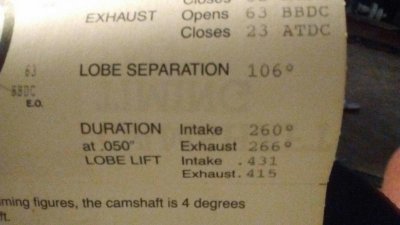 Closes
EXHAUST Opens 63 BBDC
Closes 23 ATDC
63 LOBE SEPARATION 106°
BBDC
E.O.
DURATION Intake 260°
at .050" Exhaust 266°
LOBE LIFT Intake .431
Exhaust .415
ming figures, the camshaft is 4 degrees
ft.